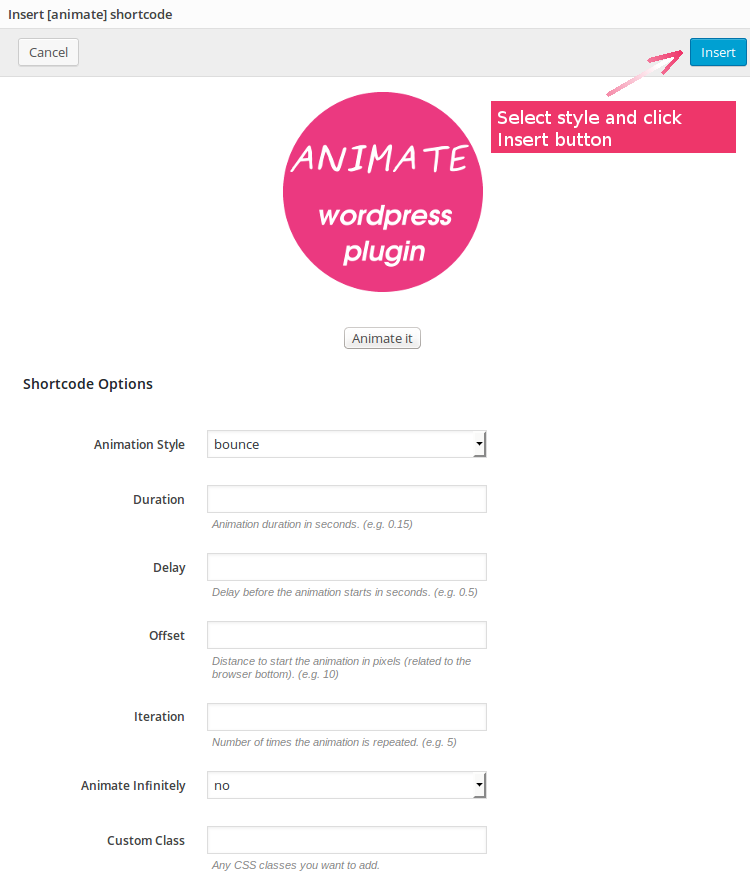 Insert [animate] shortcode
Cancel
Insert
Select style and click
Insert button
ANIMATE
wordpress
plugin
Animate it
Shortcode Options
Animation Style
bounce
Duration
Animation duration in seconds. (e.g. 0.15)
Delay
Delay before the animation starts in seconds. (e.g. 0.5)
Offset
Distance to start the animation in pixels (related to the
browser bottom). (e.g. 10)
Iteration
Number of times the animation is repeated. (e.g. 5)
Animate Infinitely
no
Custom Class
Any CSS classes you want to add.